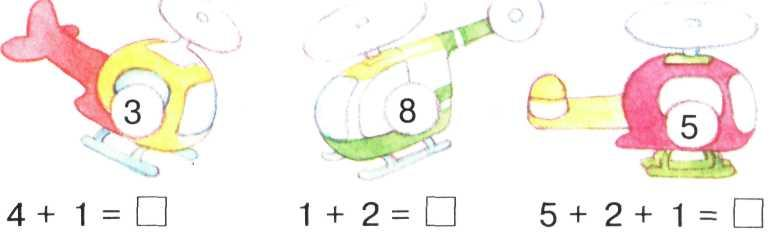 3 8 5
4 + 1 = □ 1 + 2 = □ 5 + 2 + 1 = □